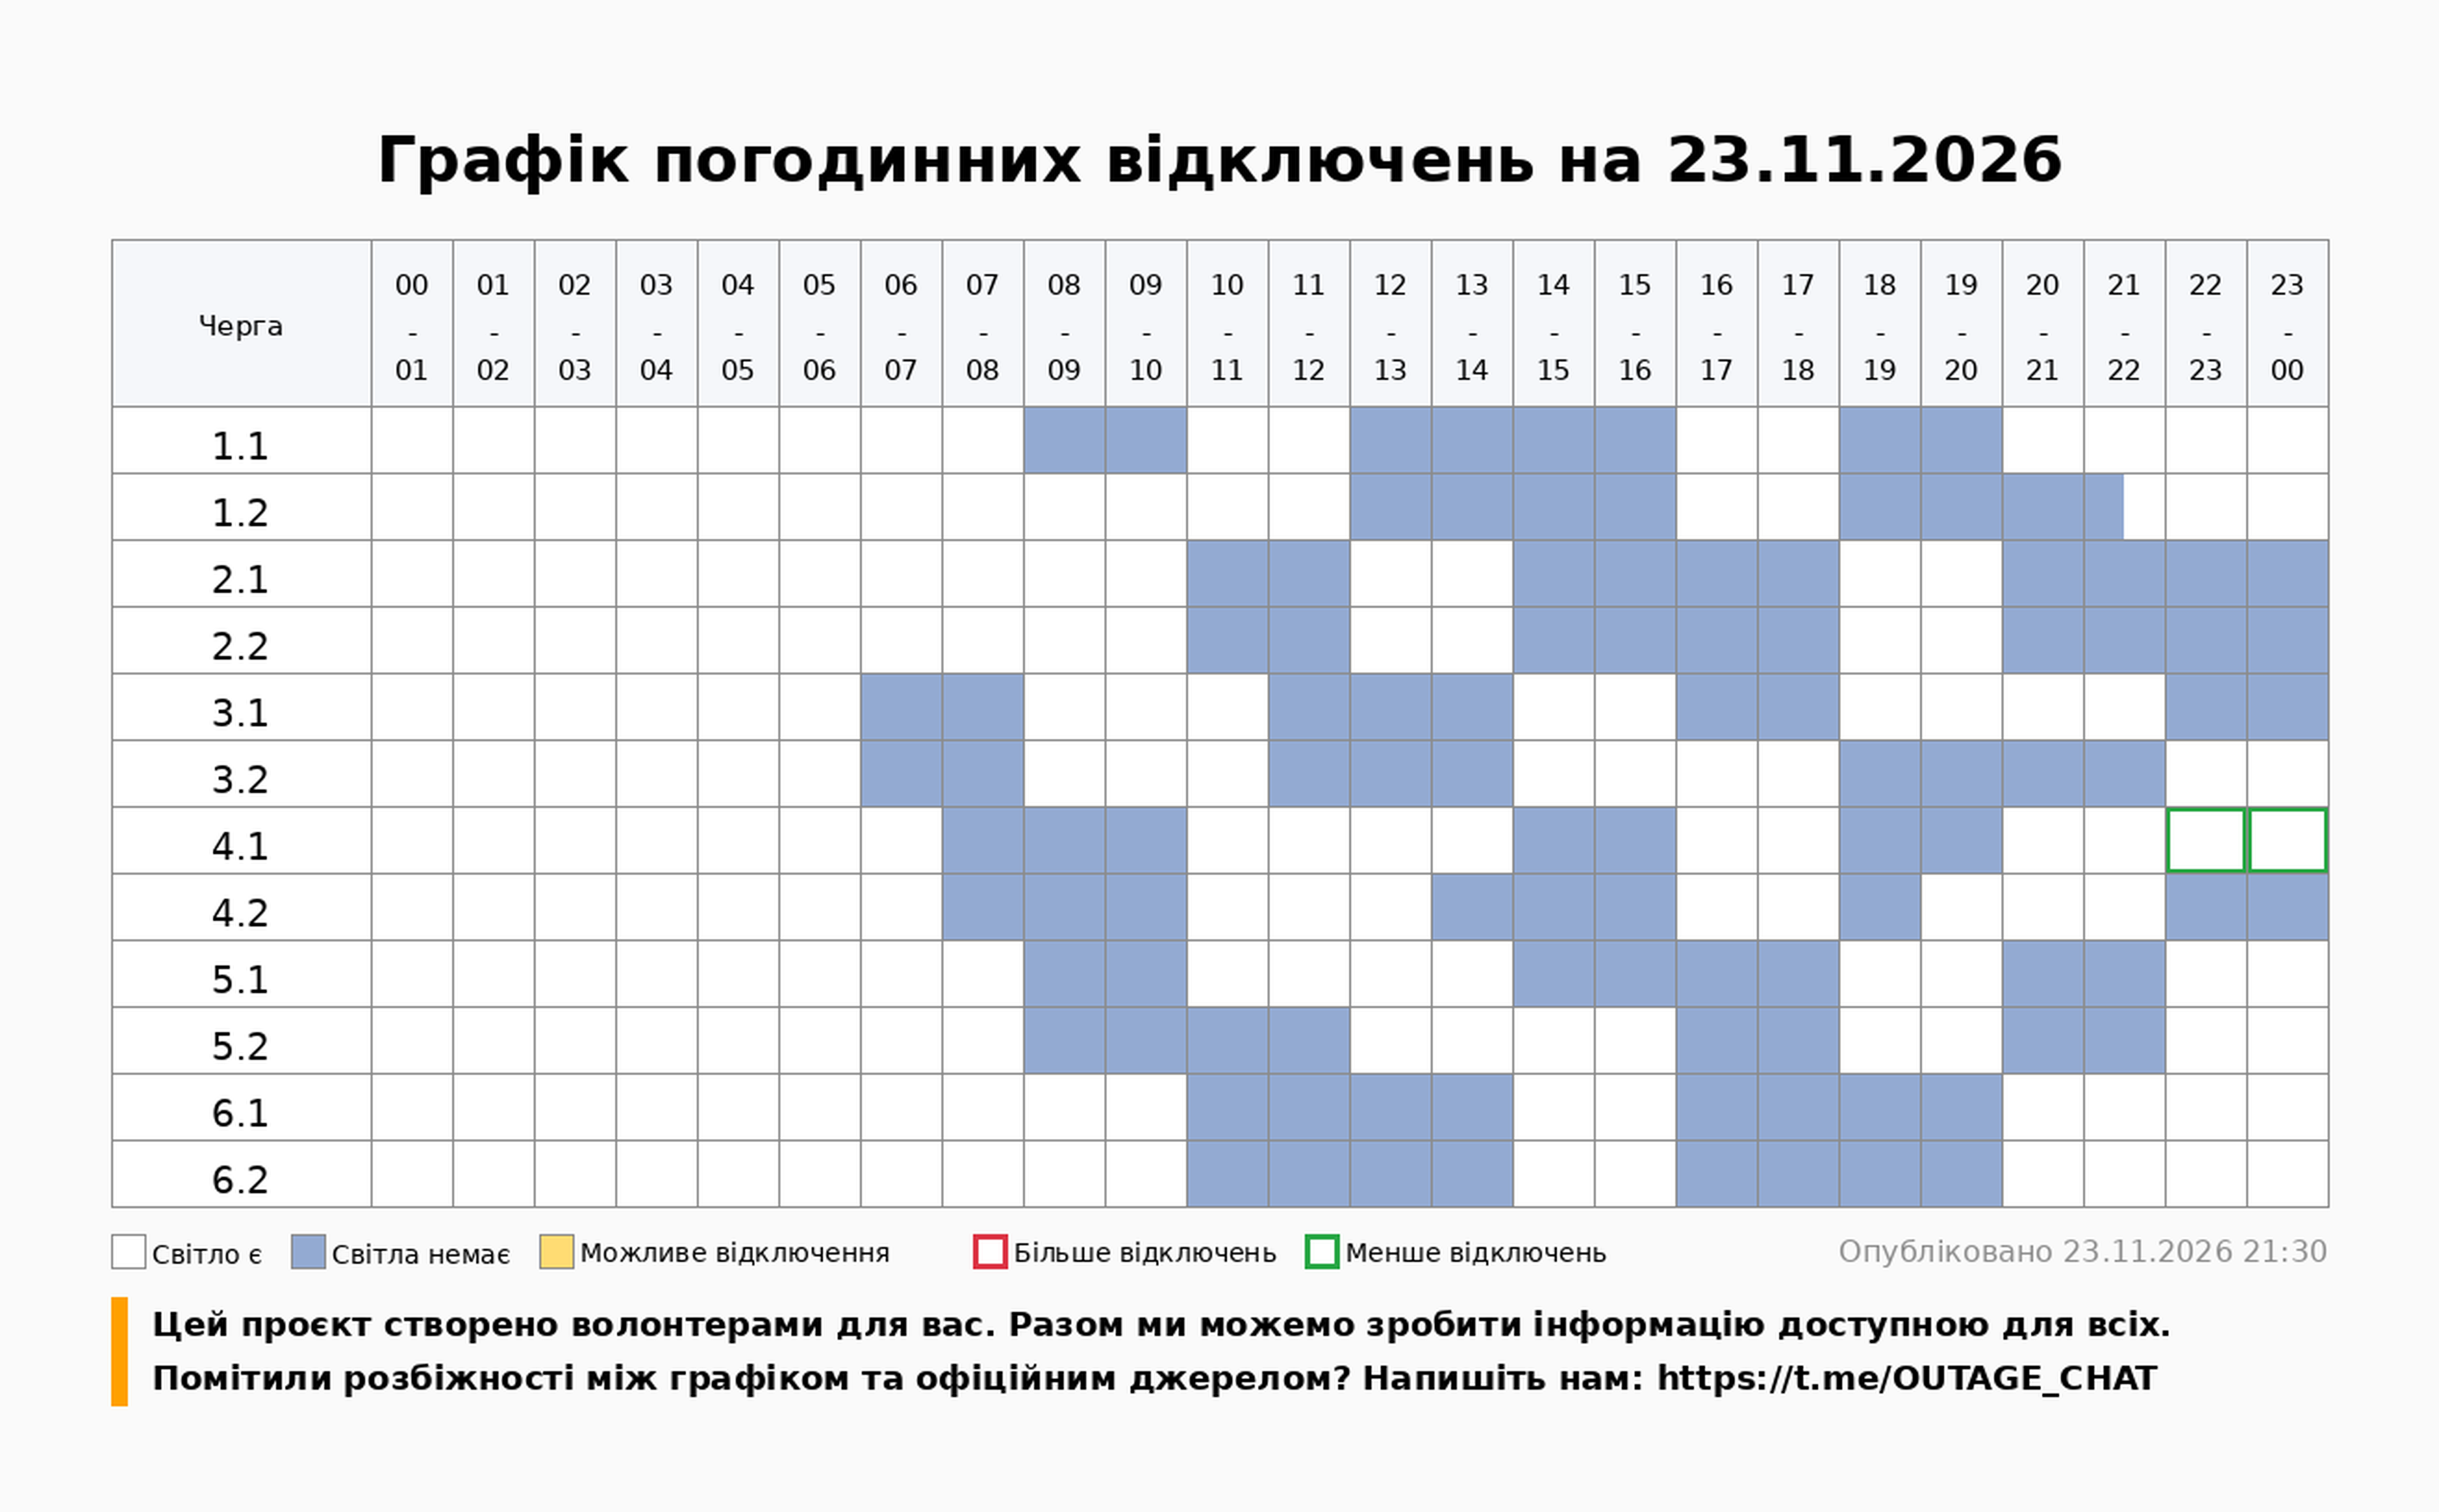 Графік погодинних відключень на 23.11.2026
Черга
00 - 01
01 - 02
02 - 03
03 - 04
04 - 05
05 - 06
06 - 07
07 - 08
08 - 09
09 - 10
10 - 11
11 - 12
12 - 13
13 - 14
14 - 15
15 - 16
16 - 17
17 - 18
18 - 19
19 - 20
20 - 21
21 - 22
22 - 23
23 - 00
1.1
1.2
2.1
2.2
3.1
3.2
4.1
4.2
5.1
5.2
6.1
6.2
Світло є
Світла немає
Можливе відключення
Більше відключень
Менше відключень
Опубліковано 23.11.2026 21:30
Цей проєкт створено волонтерами для вас. Разом ми можемо зробити інформацію доступною для всіх.
Помітили розбіжності між графіком та офіційним джерелом? Напишіть нам: https://t.me/OUTAGE_CHAT